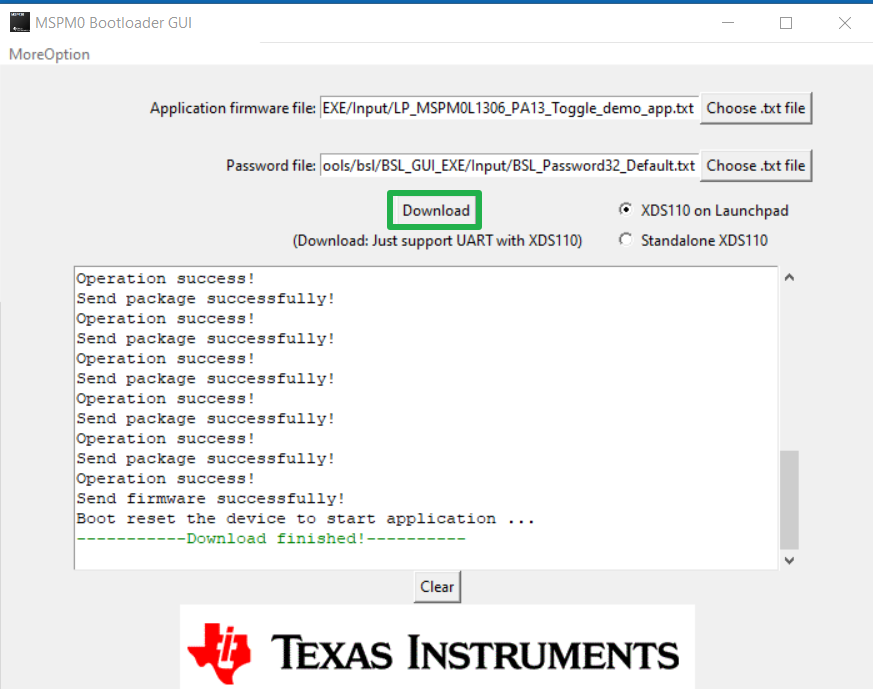 MSPM0 Bootloader GUI
MoreOption
Application firmware file: EXE/Input/LP_MSPM0L1306_PA13_Toggle_demo_app.txt Choose .txt file
Password file: ools/bsl/BSL_GUI_EXE/Input/BSL_Password32_Default.txt Choose .txt file
Download XDS110 on Launchpad
(Download: Just support UART with XDS110) Standalone XDS110
Operation success!
Send package successfully!
Operation success!
Send package successfully!
Operation success!
Send package successfully!
Operation success!
Send package successfully!
Operation success!
Send package successfully!
Operation success!
Send firmware successfully!
Boot reset the device to start application ...
-----------Download finished!----------
Clear
TEXAS INSTRUMENTS